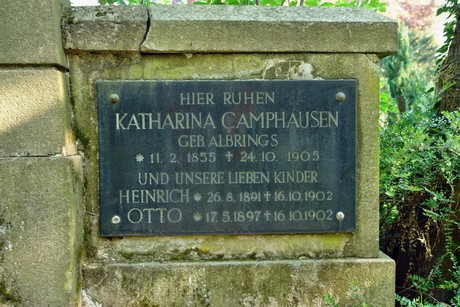 HIER RUHEN
KATHARINA CAMPHAUSEN
GEB. ALBRINGS
* 11. 2. 1855 † 24. 10. 1905
UND UNSERE LIEBEN KINDER
HEINRICH * 26. 8. 1891 † 16. 10. 1902
OTTO * 17. 5. 1897 † 16. 10. 1902